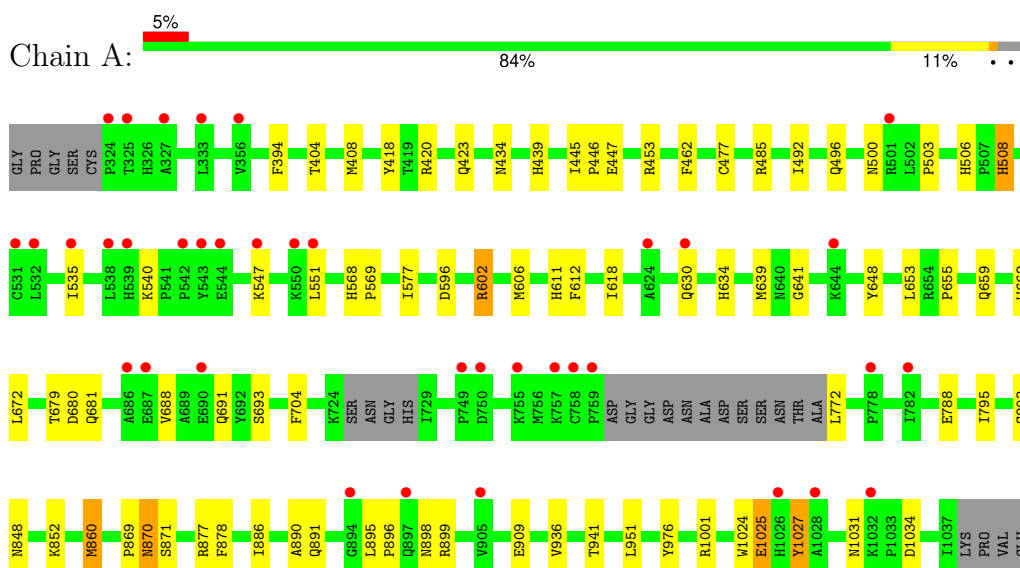 5%
Chain A:
84% 11% • •
GLY PRO GLY SER CYS P324 T325 H326 A327 L333 V356 F394 T404 M408 Y418 T419 R420 Q423 N434 H439 I445 P446 E447 R453 F462 C477 R485 I492 Q496 N500 R501 L502 P503 H506 P507 H508
C531 L532 I535 L538 H539 K540 P541 P542 Y543 E544 K547 K550 L551 H568 P569 I577 D596 R602 M606 H611 F612 I618 A624 Q630 H634 M639 N640 G641 K644 Y648 L653 R654 P655 Q659
L672 T679 D680 Q681 A686 E687 V688 A689 E690 Q691 Y692 S693 F704 K724 SER ASN GLY HIS I729 P749 D750 K755 M756 K757 C758 P759 ASP GLY GLY ASP ASN ALA ASP SER SER ASN THR ALA L772 P778 I782 E788 I795
N848 K852 M860 P869 N870 S871 R877 F878 I886 A890 Q891 G894 L895 P896 Q897 N898 R899 V905 E909 V936 T941 L951 Y976 R1001 W1024 E1025 H1026 Y1027 A1028 N1031 K1032 P1033 D1034 I1037 LYS PRO VAL